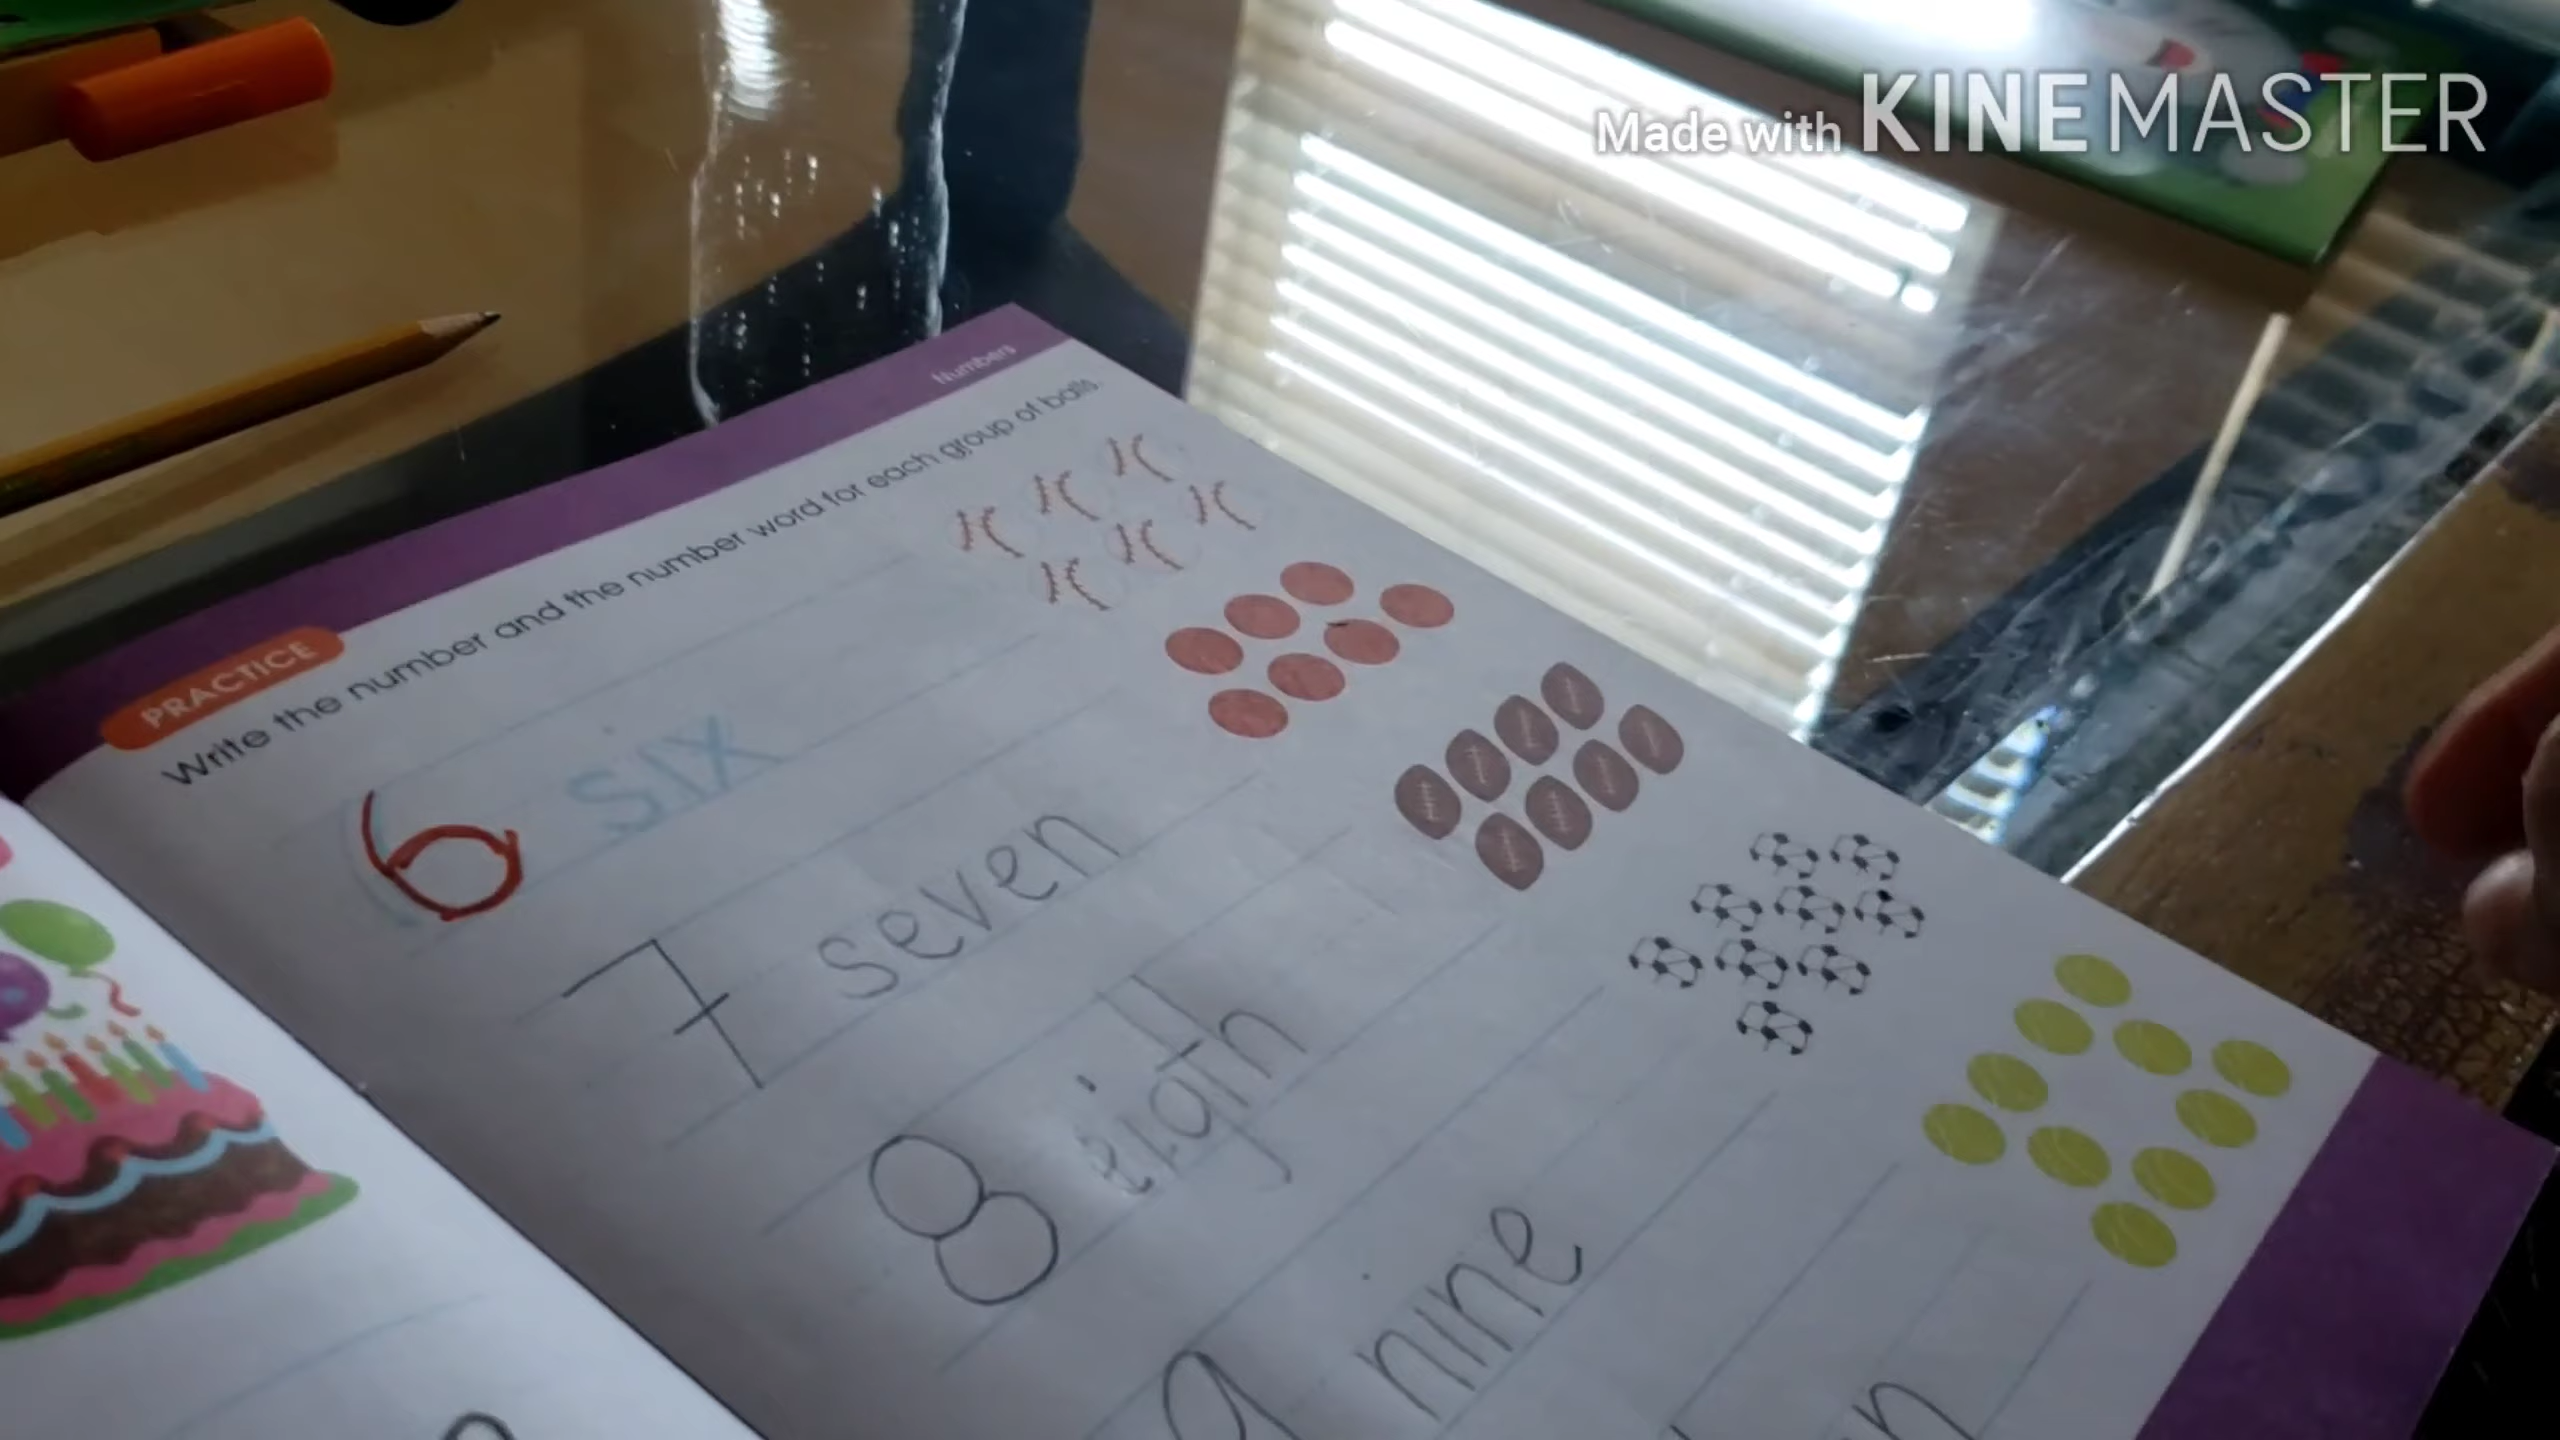 Made with KINEMASTER
Numbers
PRACTICE
Write the number and the number word for each group of balls.
6 six
7 seven
8 eigth
9 nine